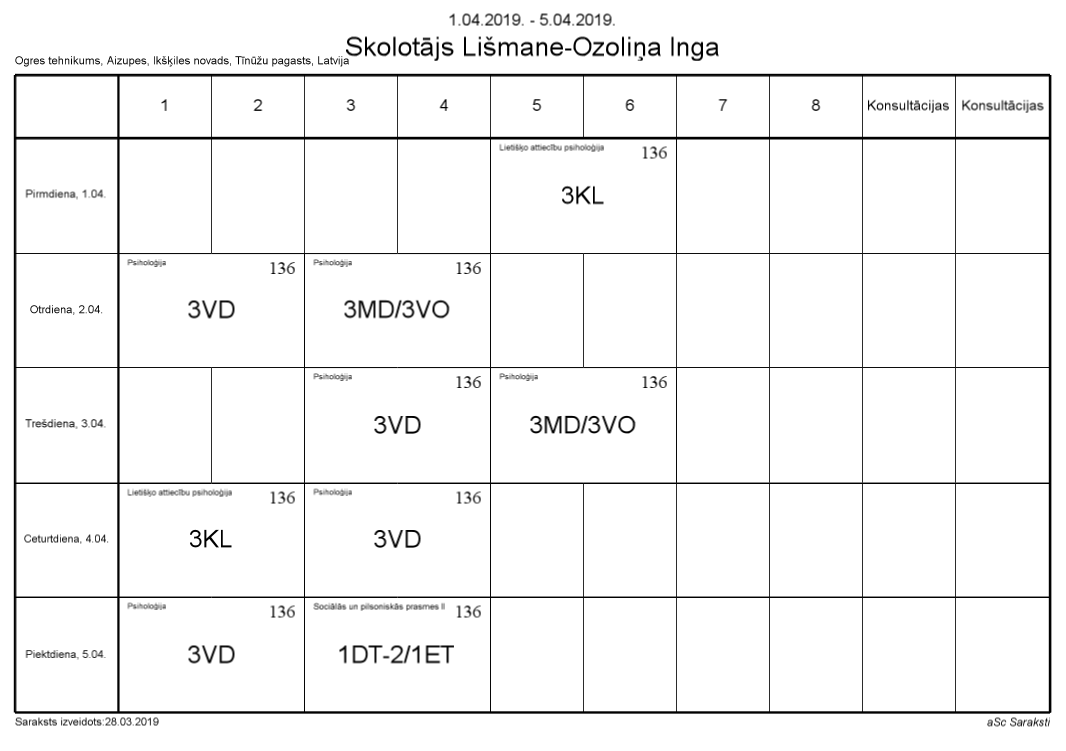 1.04.2019. - 5.04.2019.
Skolotājs Lišmane-Ozoliņa Inga
Ogres tehnikums, Aizupes, Ikšķiles novads, Tīnūžu pagasts, Latvija
1 2 3 4 5 6 7 8 Konsultācijas Konsultācijas
Pirmdiena, 1.04.
Lietišķo attiecību psiholoģija 136
3KL
Otrdiena, 2.04.
Psiholoģija 136
3VD
Psiholoģija 136
3MD/3VO
Trešdiena, 3.04.
Psiholoģija 136
3VD
Psiholoģija 136
3MD/3VO
Ceturtdiena, 4.04.
Lietišķo attiecību psiholoģija 136
3KL
Psiholoģija 136
3VD
Piektdiena, 5.04.
Psiholoģija 136
3VD
Sociālās un pilsoniskās prasmes II 136
1DT-2/1ET
Saraksts izveidots:28.03.2019
aSc Saraksti